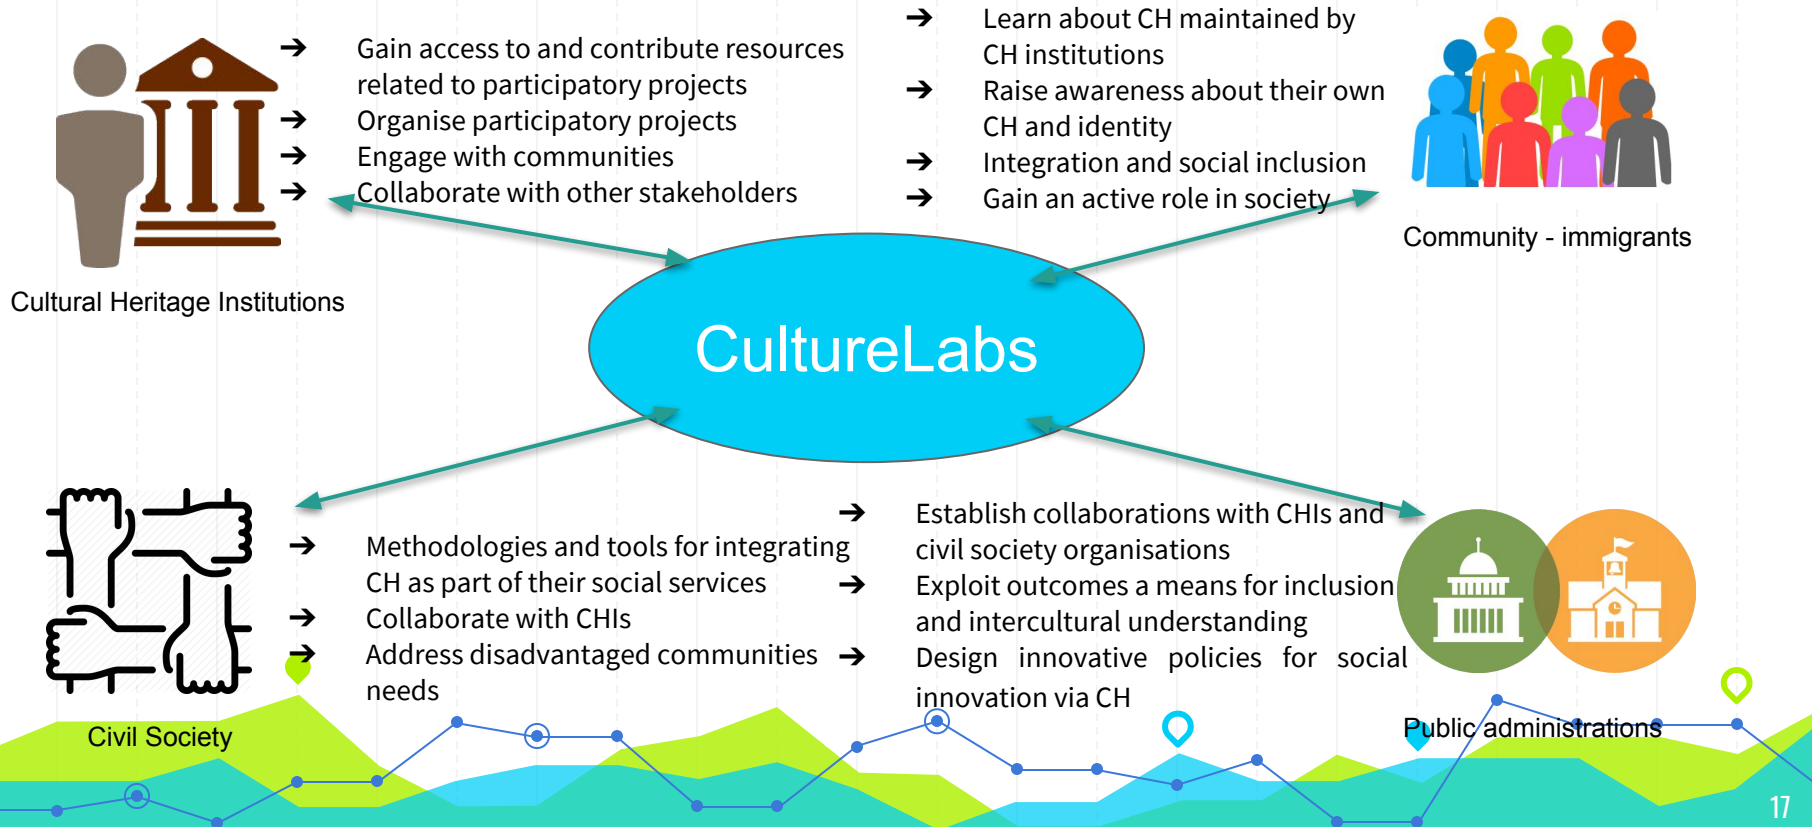 ➔ Gain access to and contribute resources
related to participatory projects
➔ Organise participatory projects
➔ Engage with communities
➔ Collaborate with other stakeholders
Cultural Heritage Institutions
➔ Learn about CH maintained by
CH institutions
➔ Raise awareness about their own
CH and identity
➔ Integration and social inclusion
➔ Gain an active role in society
Community - immigrants
CultureLabs
➔ Methodologies and tools for integrating
CH as part of their social services
➔ Collaborate with CHIs
➔ Address disadvantaged communities
needs
Civil Society
➔ Establish collaborations with CHIs and
civil society organisations
➔ Exploit outcomes a means for inclusion
and intercultural understanding
➔ Design innovative policies for social
innovation via CH
Public administrations
17